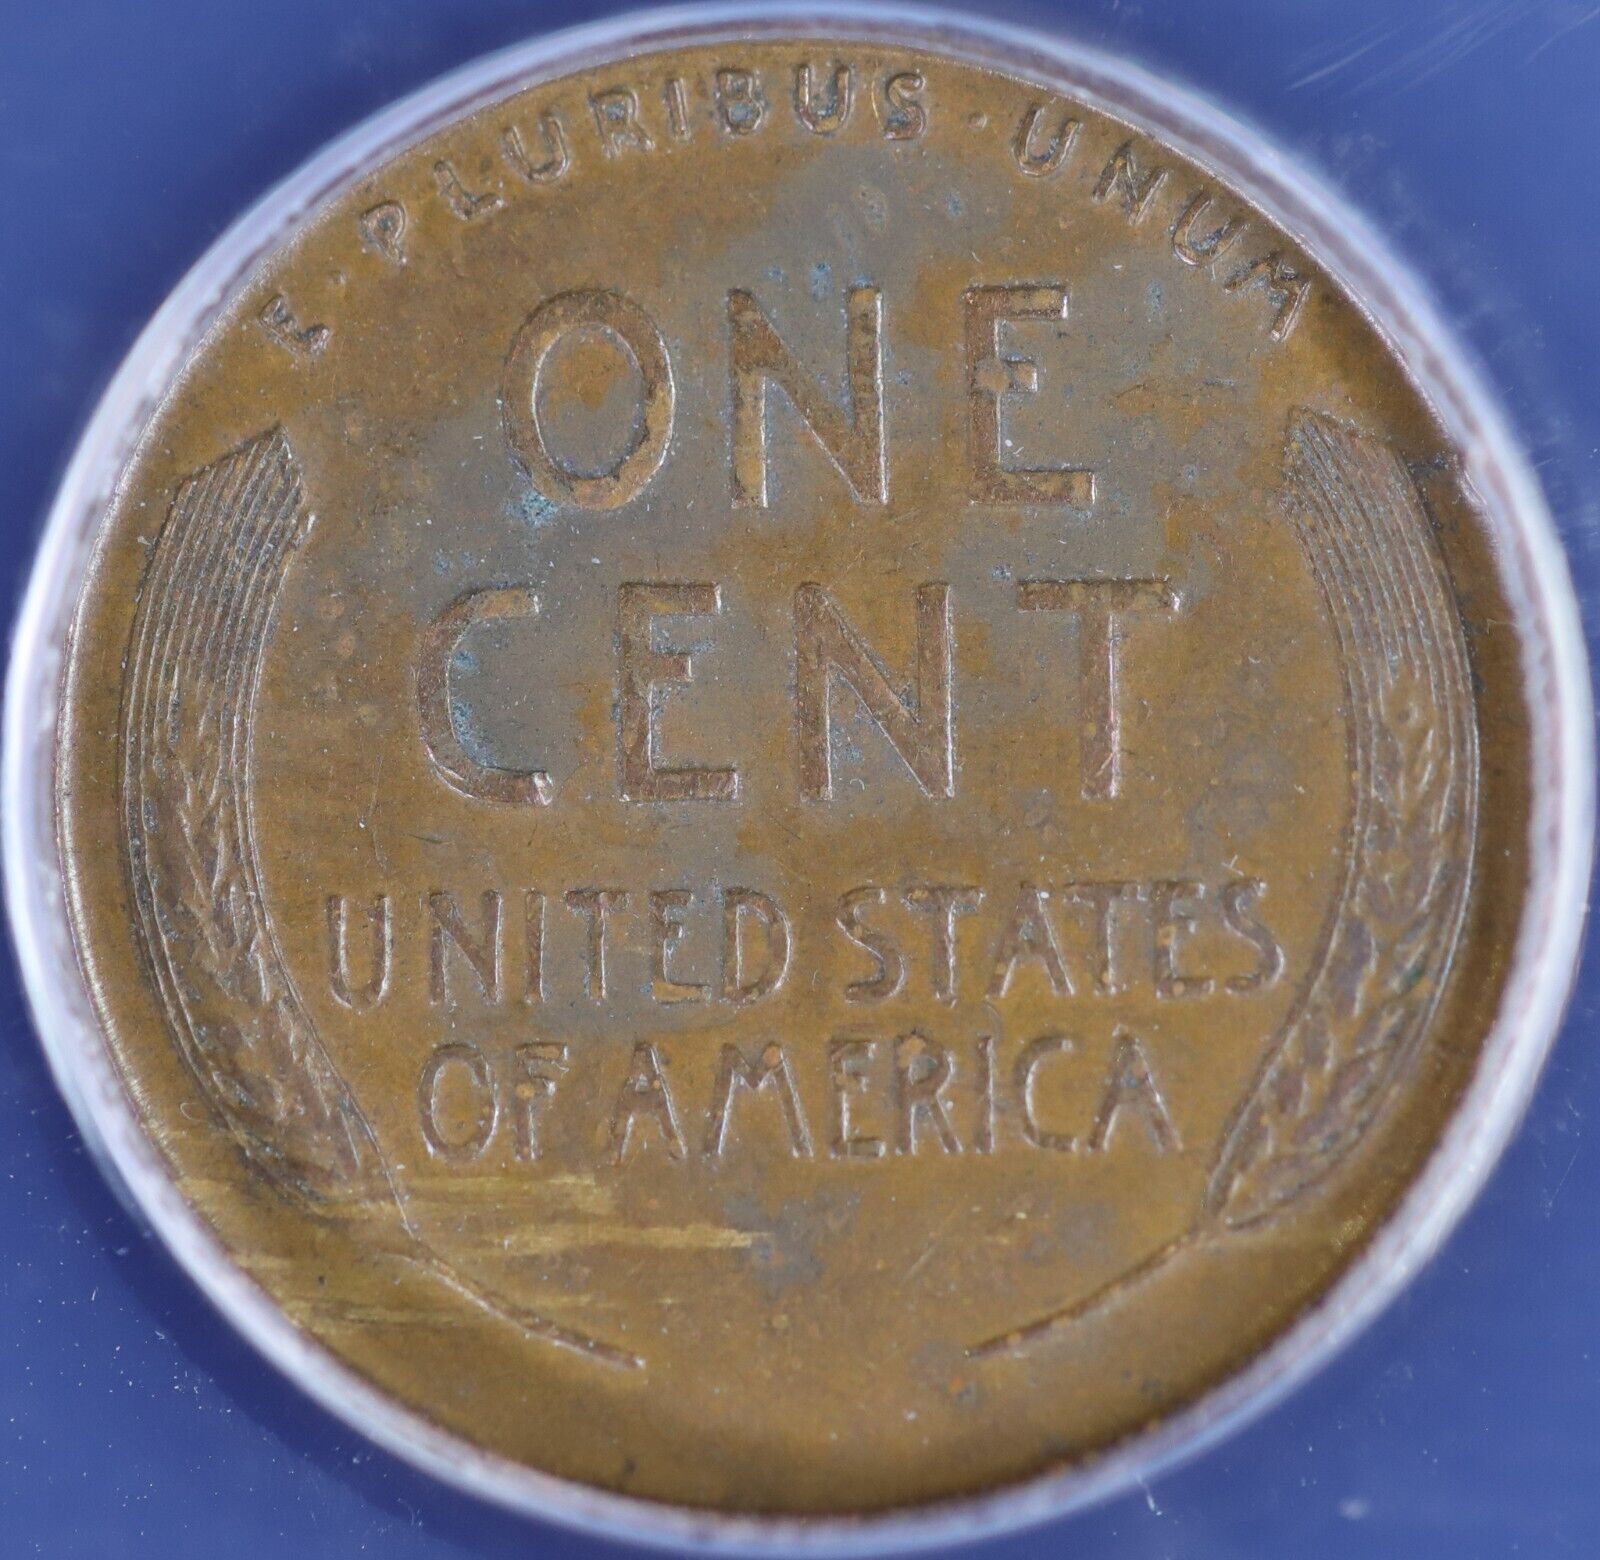 E · PLURIBUS · UNUM
ONE
CENT
UNITED STATES
OF AMERICA